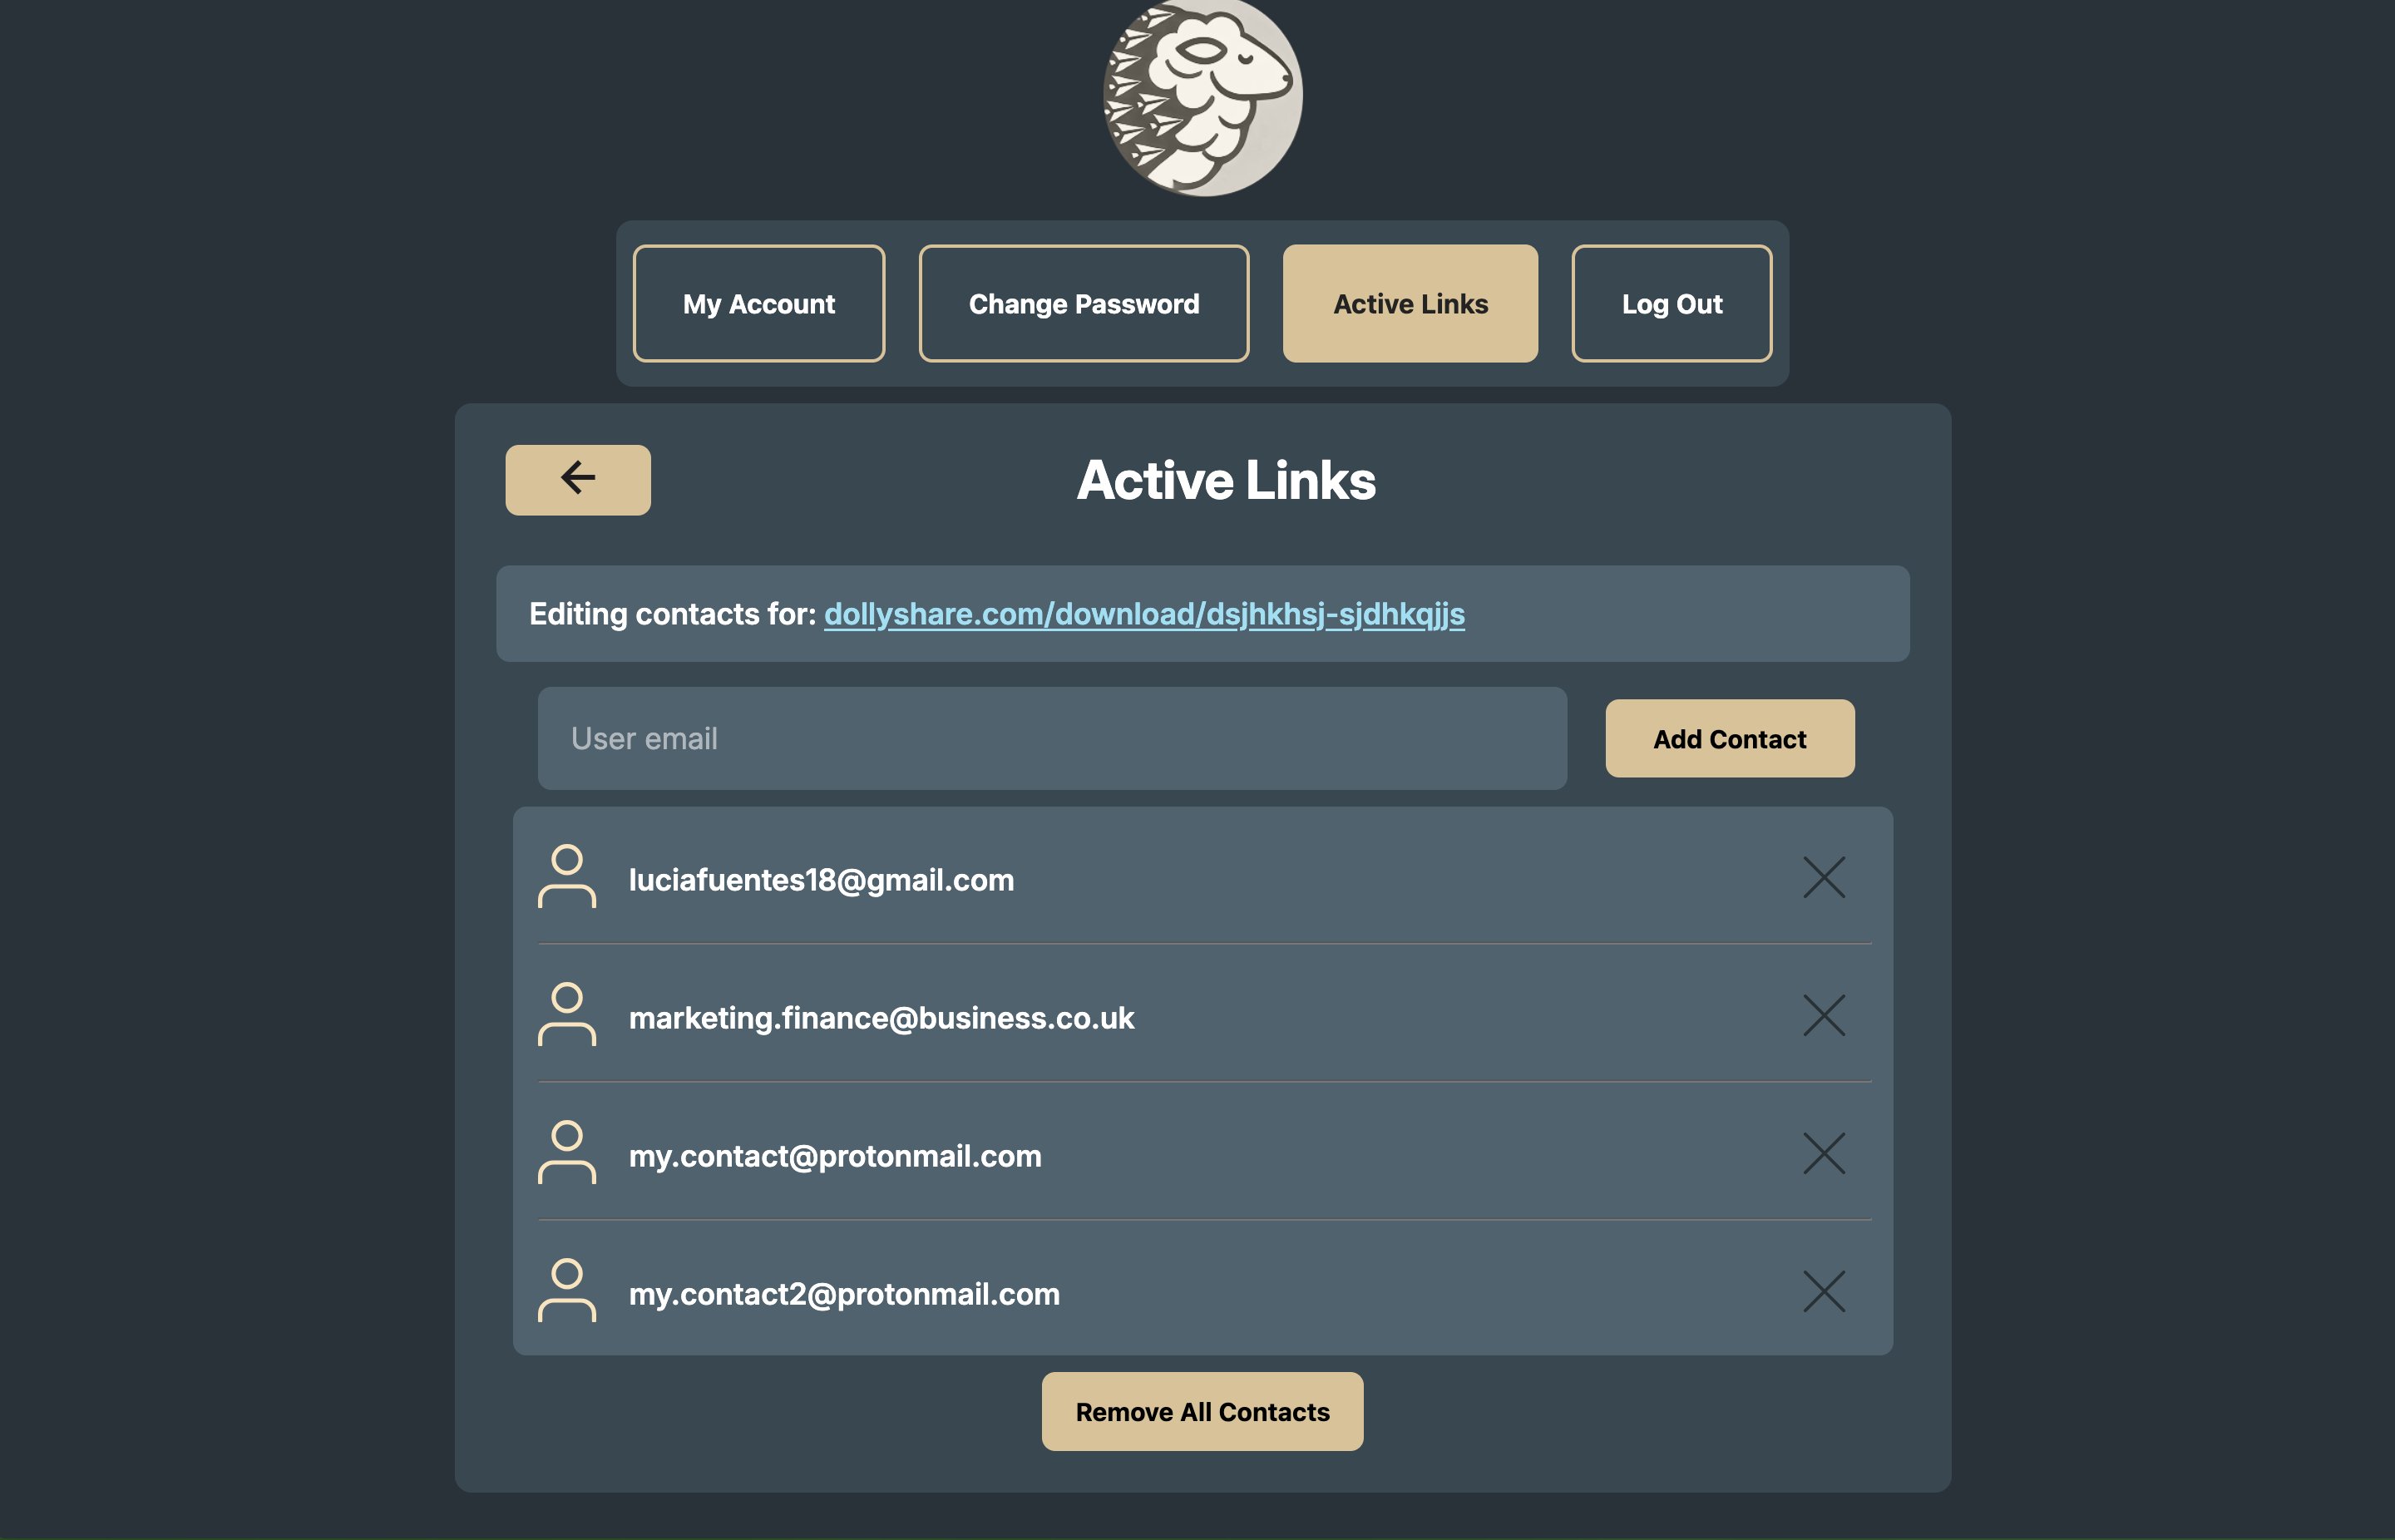 My Account
Change Password
Active Links
Log Out
Active Links
Editing contacts for: dollyshare.com/download/dsjhkhsj-sjdhkqjjs
User email
Add Contact
luciafuentes18@gmail.com
marketing.finance@business.co.uk
my.contact@protonmail.com
my.contact2@protonmail.com
Remove All Contacts